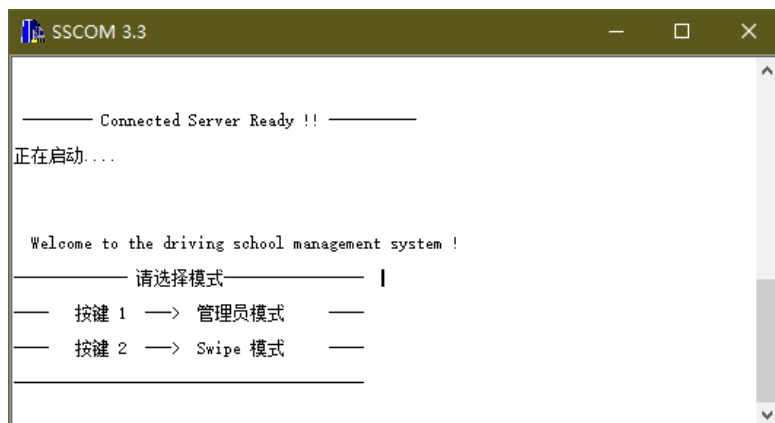 SSCOM 3.3
——— Connected Server Ready !! ———
正在启动....
Welcome to the driving school management system !
————— 请选择模式——————
—— 按键 1 ——> 管理员模式 ——
—— 按键 2 ——> Swipe 模式 ——
————————————————